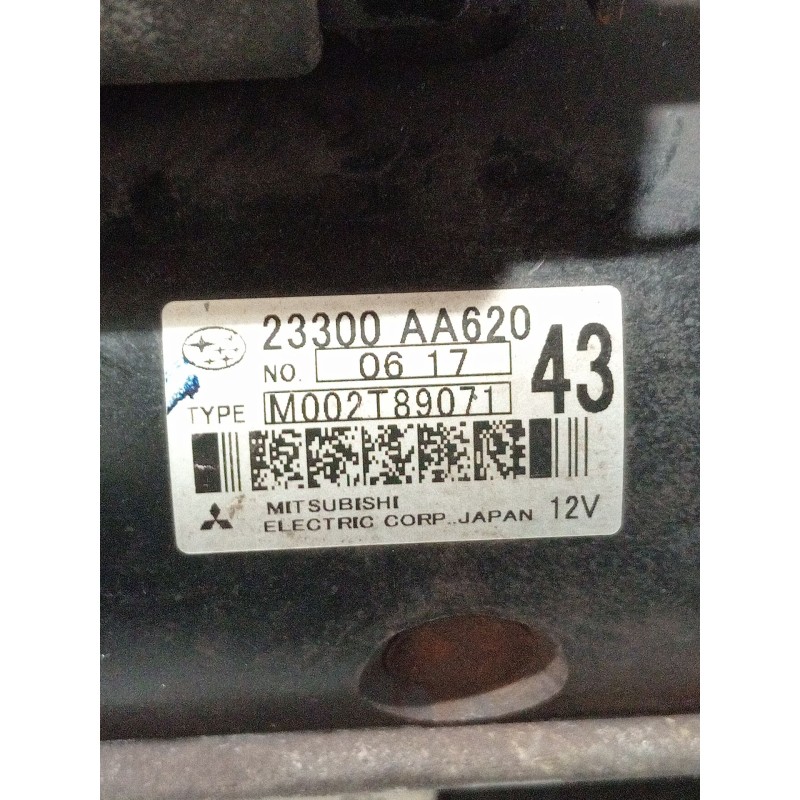 23300 AA620
NO. 06 17
43
TYPE M002T89071
MITSUBISHI
ELECTRIC CORP. JAPAN 12V